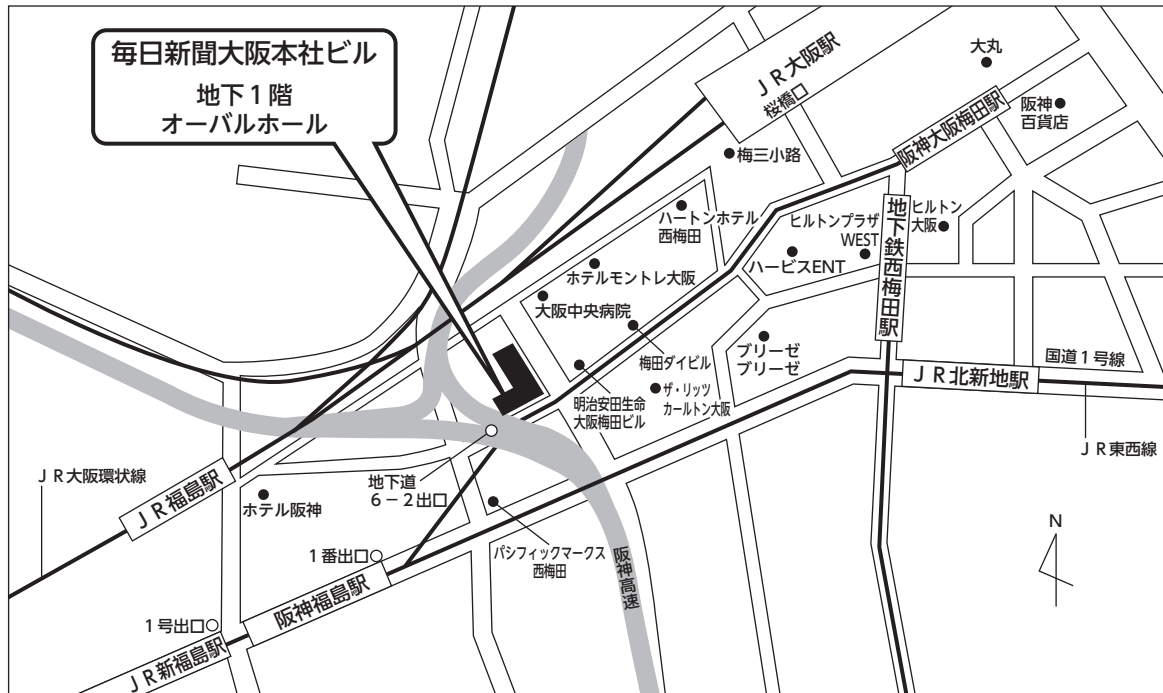 毎日新聞大阪本社ビル
地下1階
オーバルホール
JR大阪駅
桜橋口
大丸
阪神
百貨店
阪神大阪梅田駅
梅三小路
ハートンホテル
西梅田
ヒルトンプラザ
WEST
ヒルトン
大阪
地下鉄西梅田駅
ハービスENT
ホテルモントレ大阪
大阪中央病院
梅田ダイビル
ブリーゼ
ブリーゼ
国道1号線
JR北新地駅
明治安田生命
大阪梅田ビル
ザ・リッツ
カールトン大阪
JR東西線
JR大阪環状線
JR福島駅
ホテル阪神
地下道
6−2出口
パシフィックマークス
西梅田
阪神高速
N
1番出口
阪神福島駅
1号出口
JR新福島駅